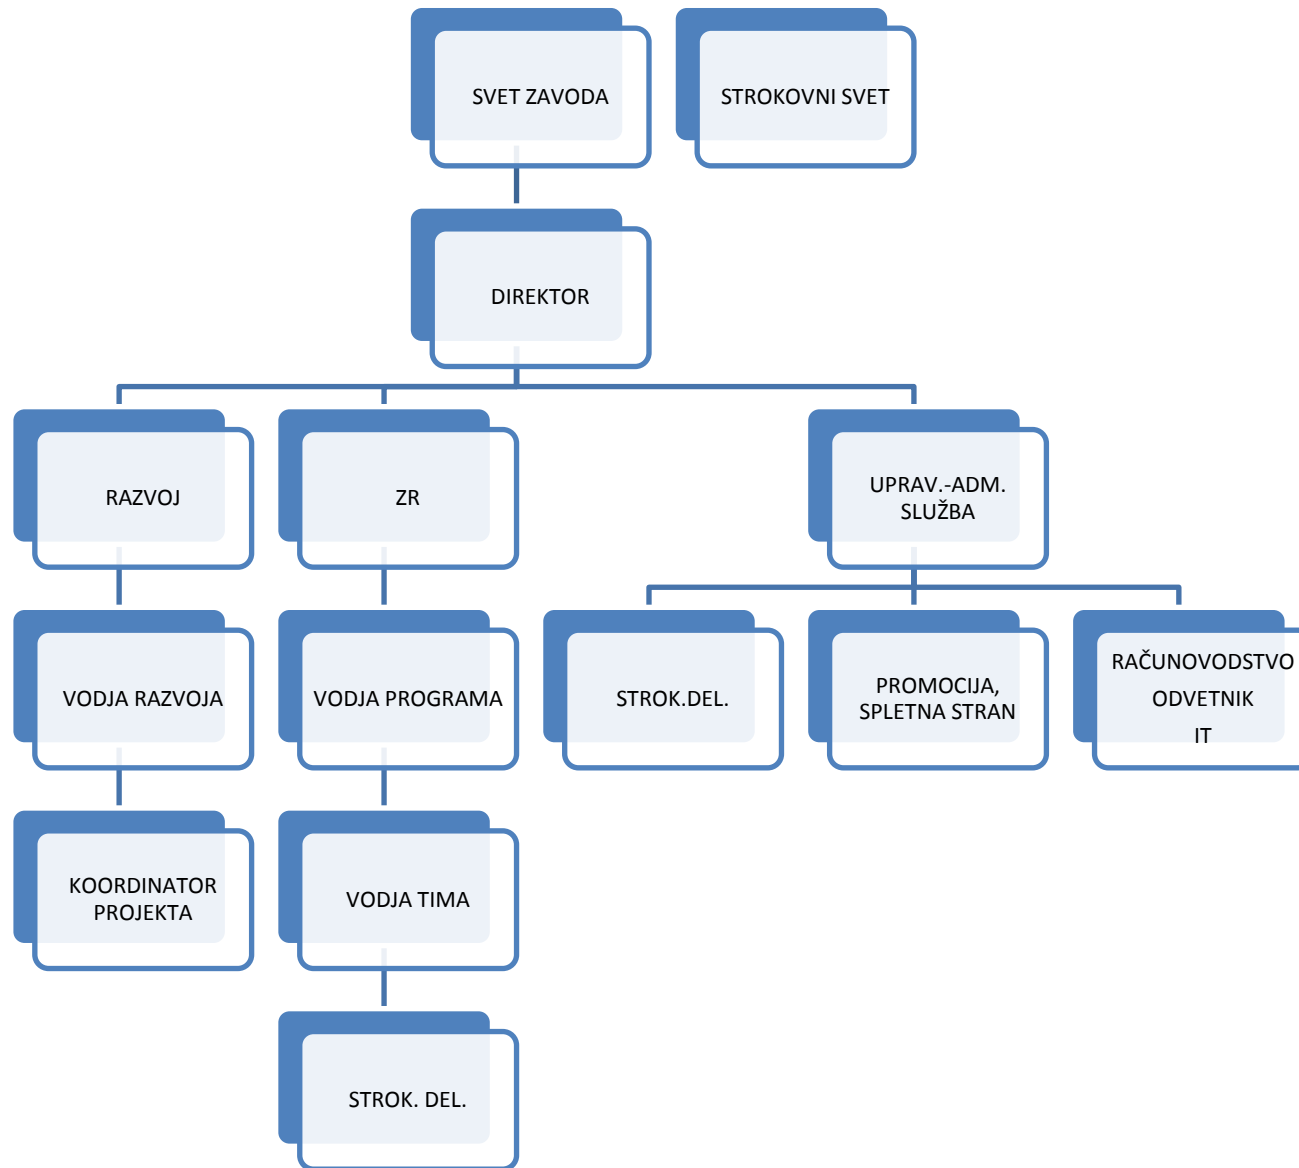 SVET ZAVODA
STROKOVNI SVET
DIREKTOR
RAZVOJ
ZR
UPRAV.-ADM.
SLUŽBA
VODJA RAZVOJA
VODJA PROGRAMA
STROK.DEL.
PROMOCIJA,
SPLETNA STRAN
RAČUNOVODSTVO
ODVETNIK
IT
KOORDINATOR
PROJEKTA
VODJA TIMA
STROK. DEL.